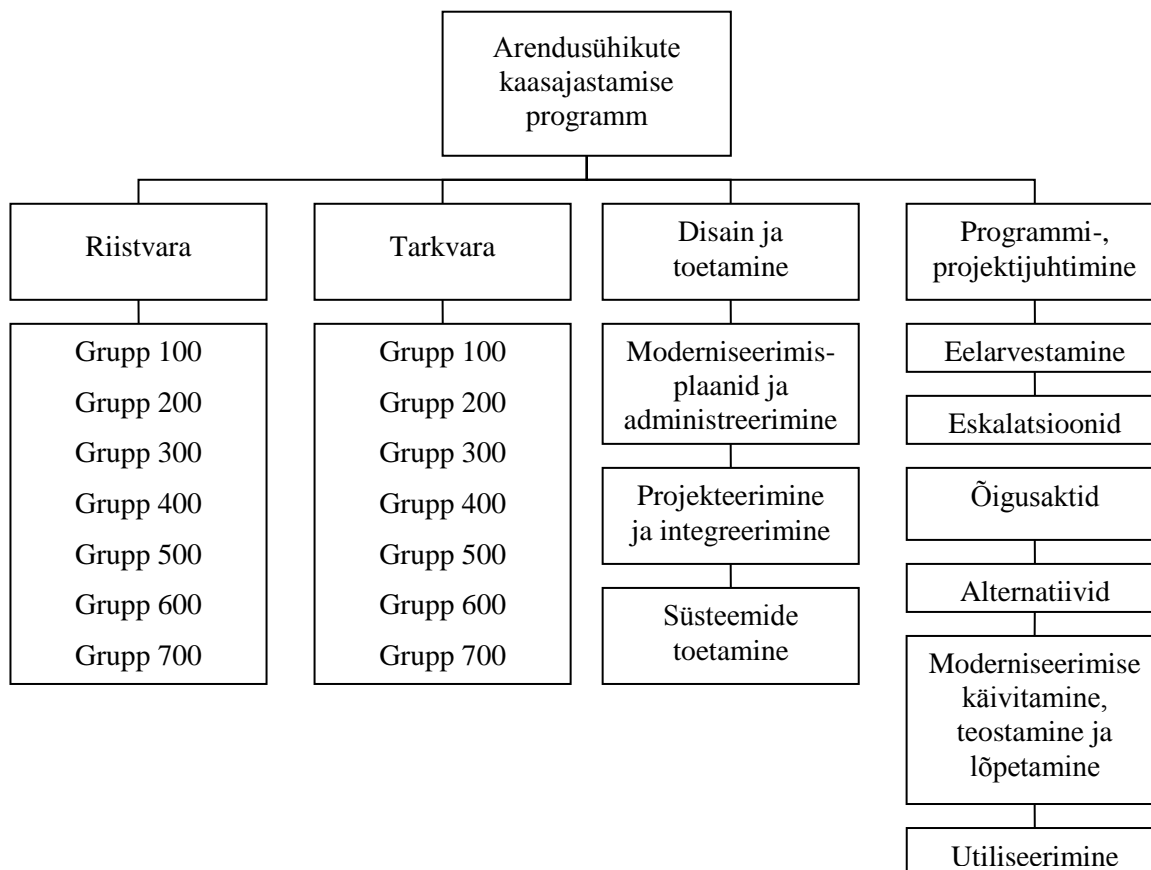 Arendusühikute
kaasajastamise
programm
Riistvara
Tarkvara
Disain ja
toetamine
Programmi-,
projektijuhtimine
Grupp 100
Grupp 200
Grupp 300
Grupp 400
Grupp 500
Grupp 600
Grupp 700
Grupp 100
Grupp 200
Grupp 300
Grupp 400
Grupp 500
Grupp 600
Grupp 700
Moderniseerimis-
plaanid ja
administreerimine
Projekteerimine
ja integreerimine
Süsteemide
toetamine
Eelarvestamine
Eskalatsioonid
Õigusaktid
Alternatiivid
Moderniseerimise
käivitamine,
teostamine ja
lõpetamine
Utiliseerimine